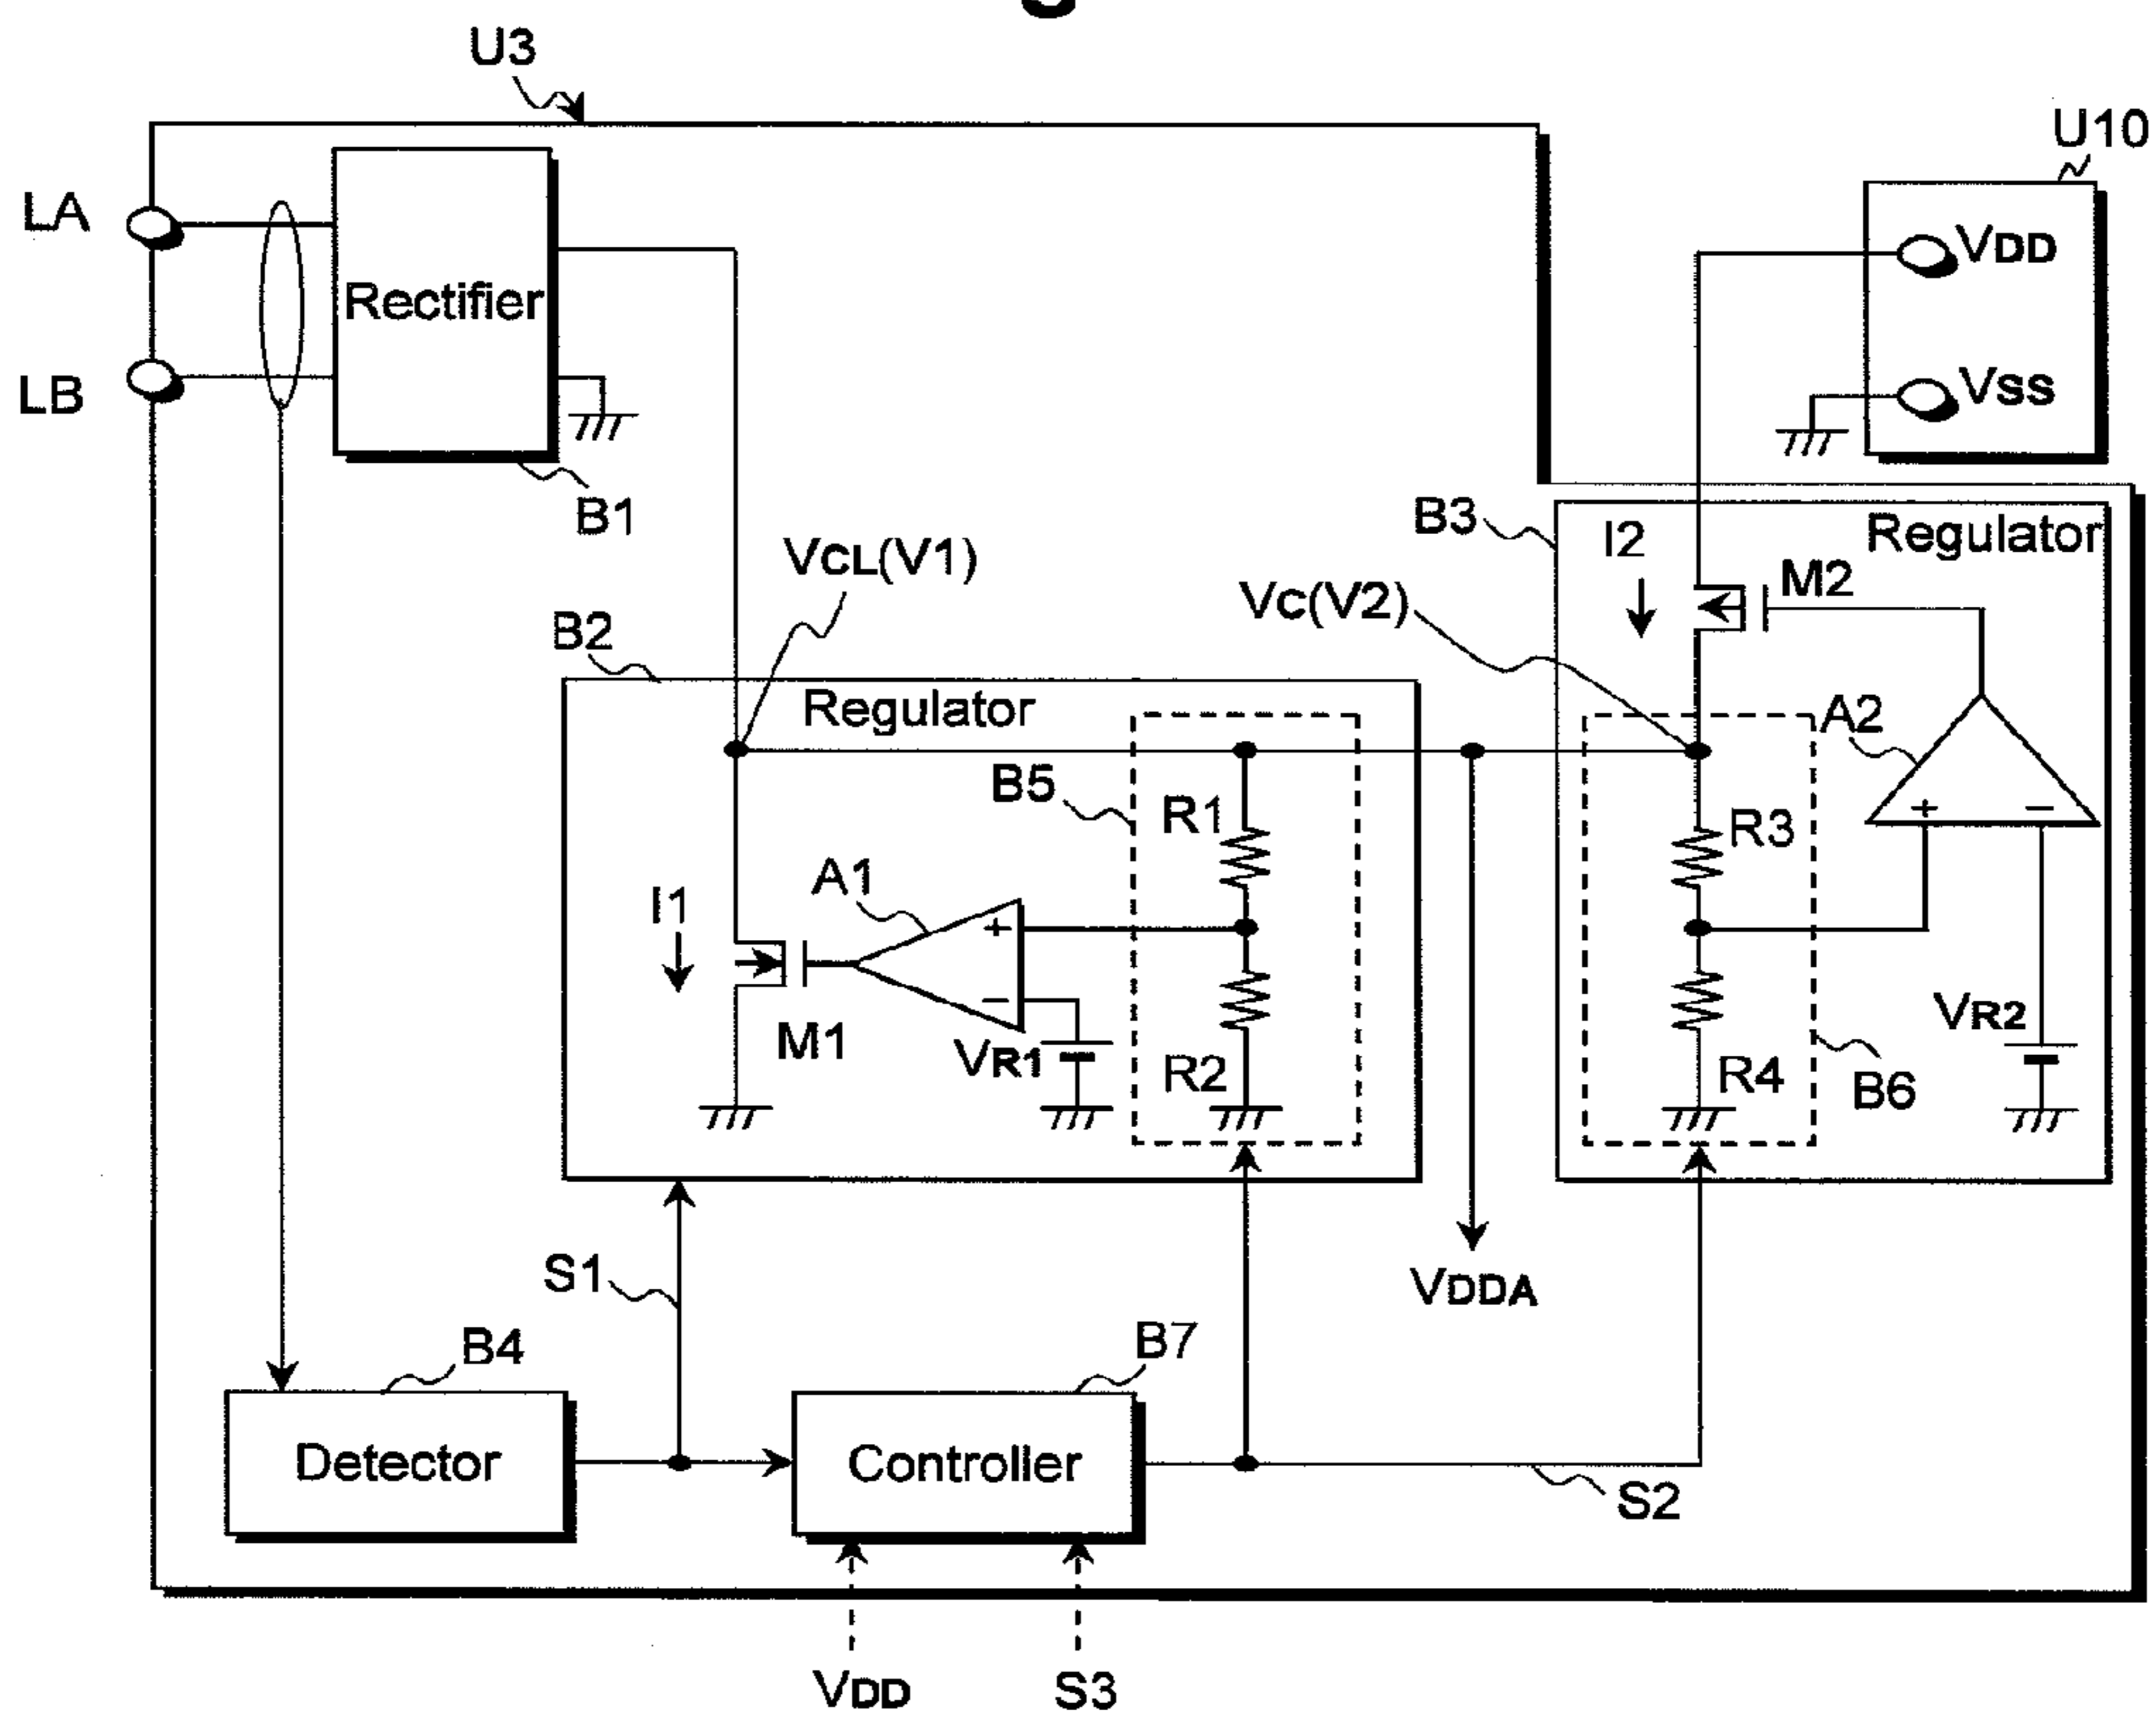 U3
U10
LA
LB
Rectifier
B1
VDD
VSS
B3
I2
Regulator
M2
VCL(V1)
VC(V2)
B2
Regulator
A2
B5
R1
+
−
R3
A1
I1
+
−
M1
VR1
R2
VR2
R4
B6
S1
VDDA
B4
B7
Detector
Controller
S2
VDD
S3